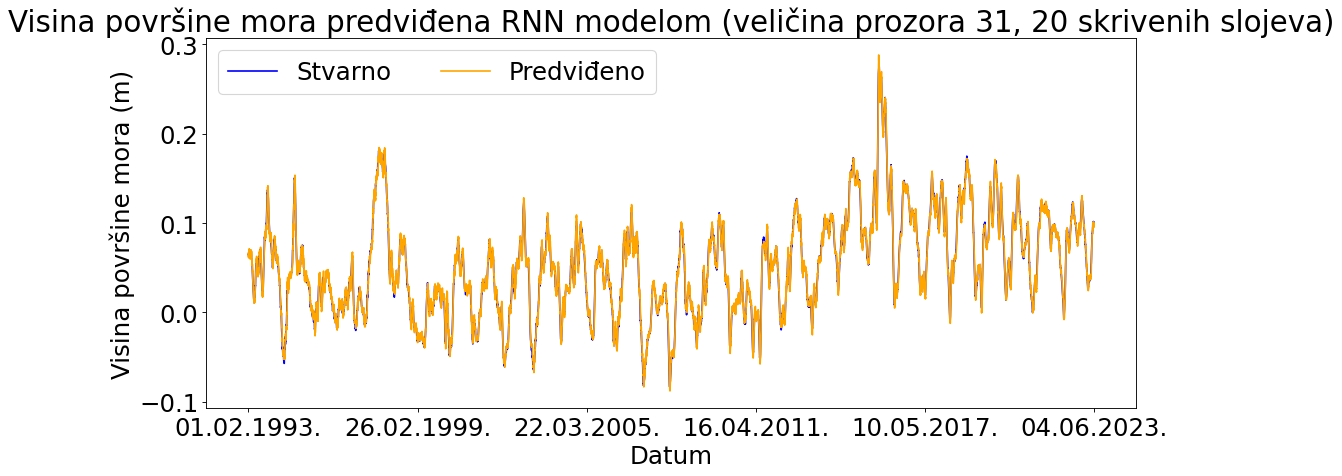 Visina površine mora predviđena RNN modelom (veličina prozora 31, 20 skrivenih slojeva)
Stvarno
Predviđeno
Visina površine mora (m)
0.3
0.2
0.1
0.0
−0.1
01.02.1993.
26.02.1999.
22.03.2005.
16.04.2011.
10.05.2017.
04.06.2023.
Datum